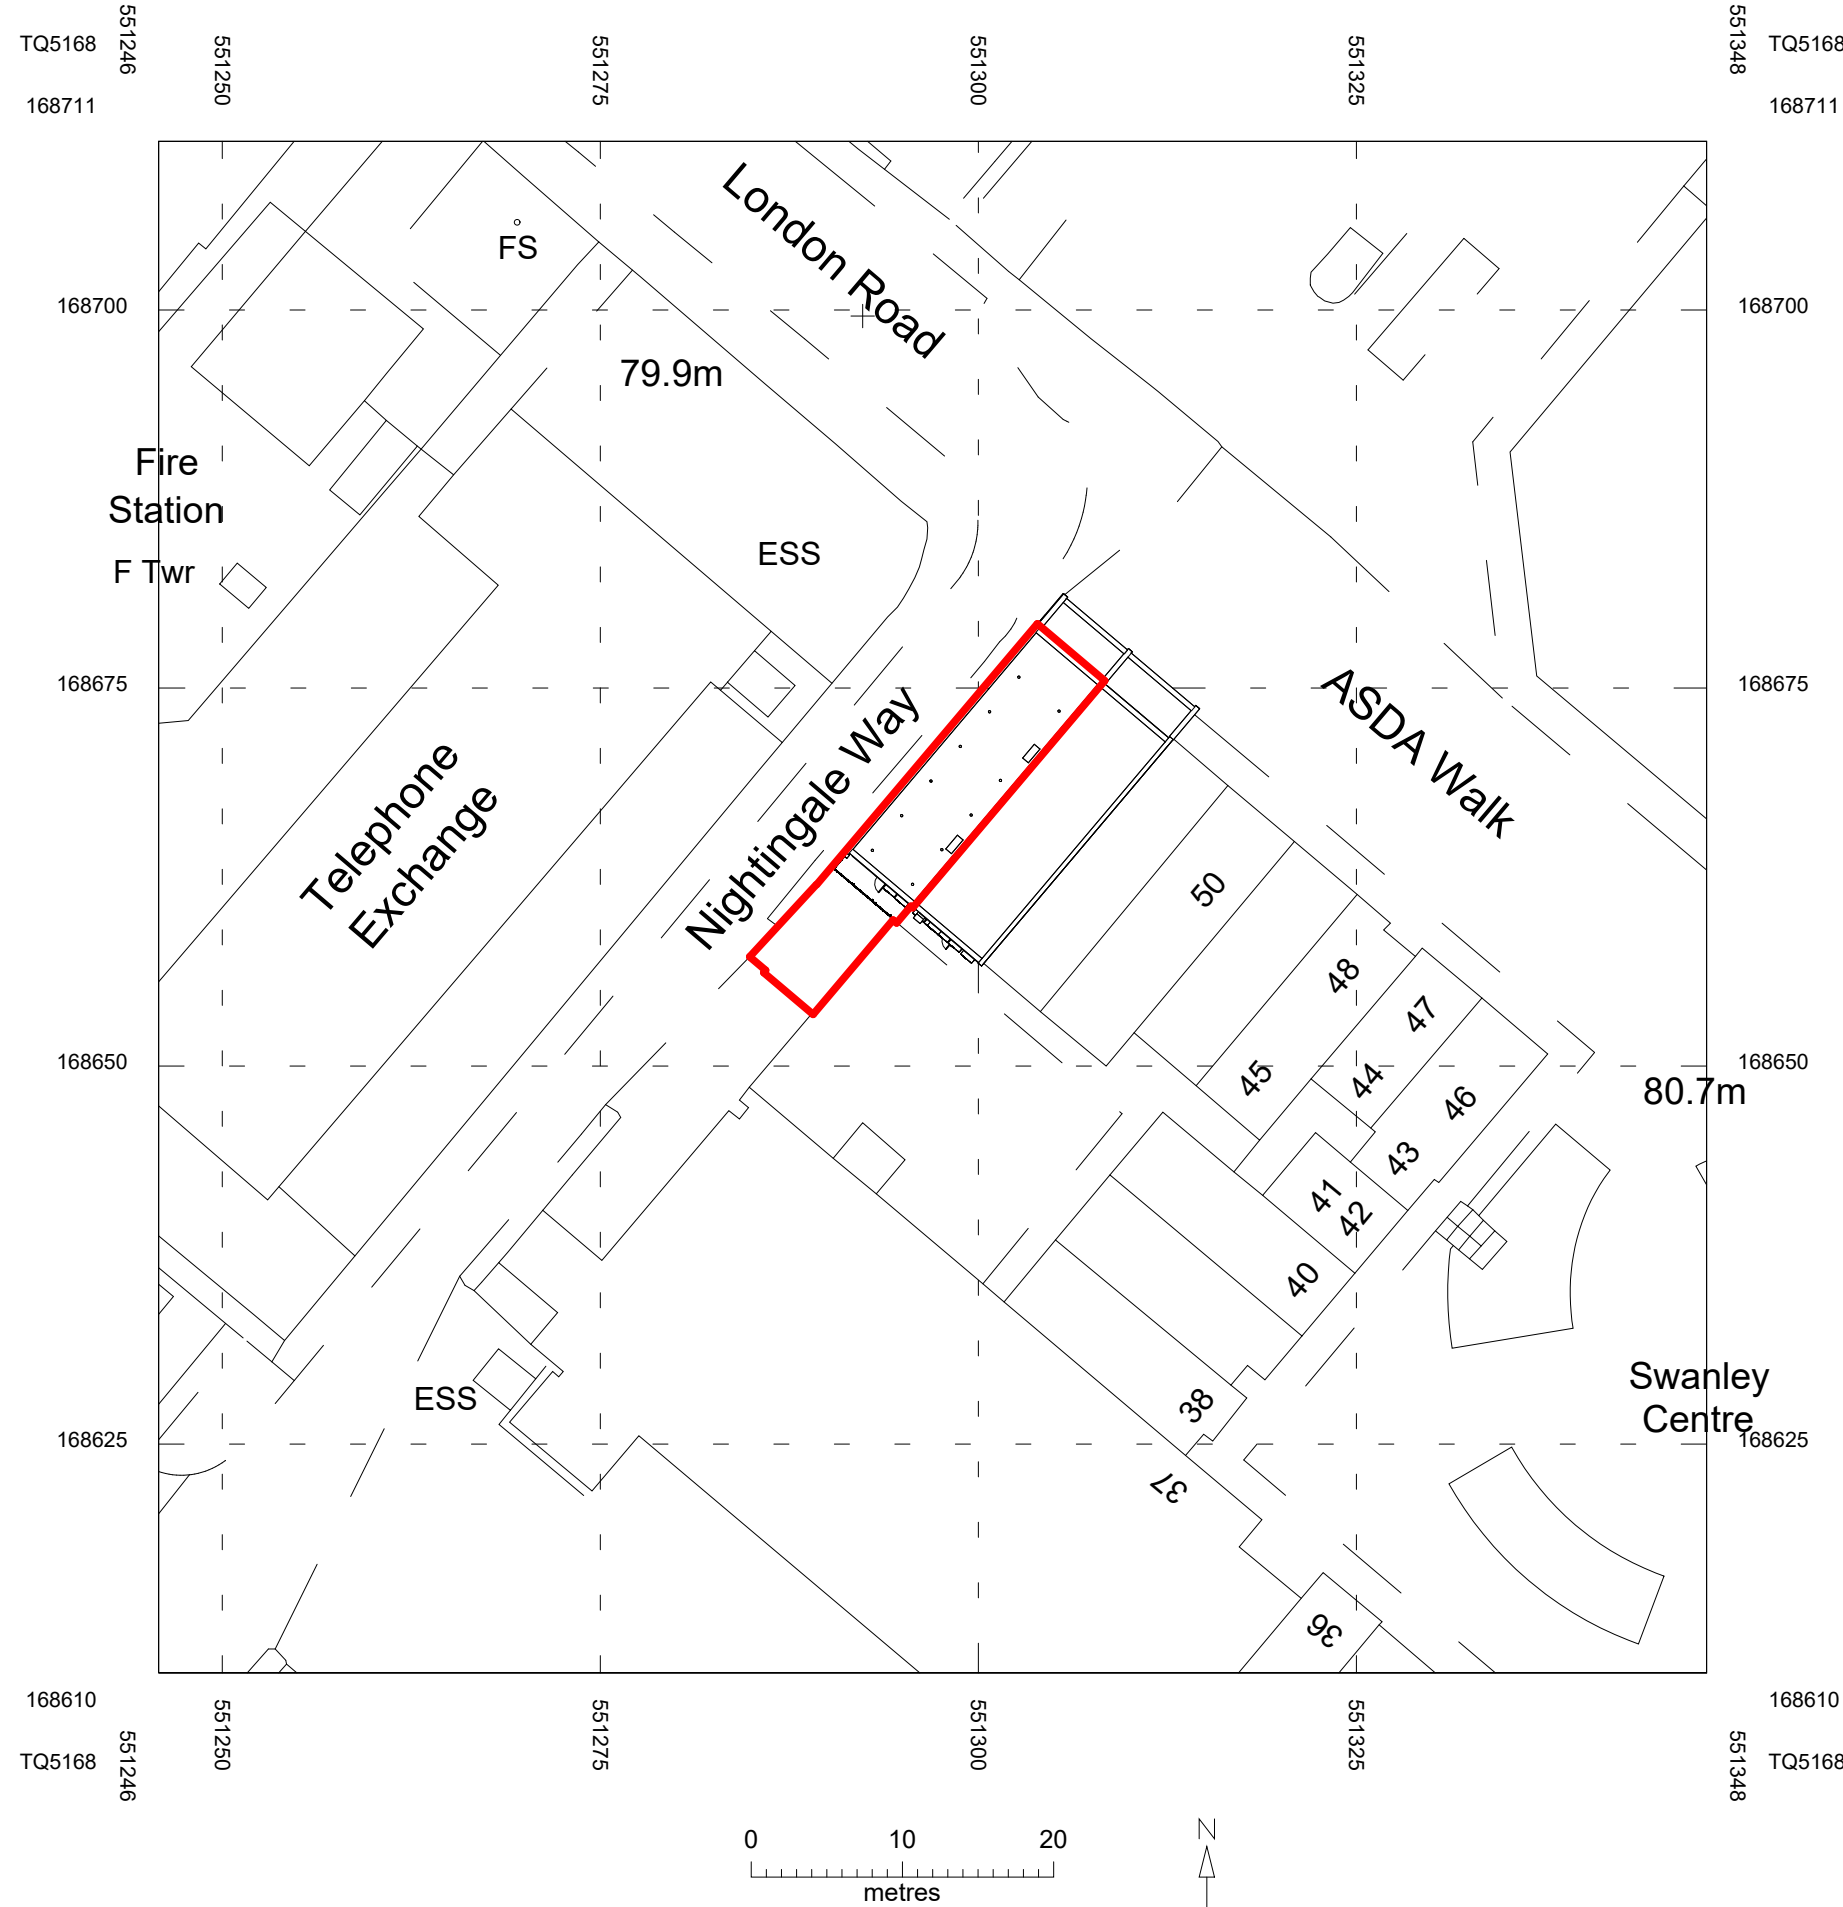 TQ5168
551246
551250
551275
551300
551325
551348
TQ5168
168711
168711
London Road
FS
168700
168700
79.9m
Fire
Station
ESS
F Twr
168675
168675
ASDA Walk
Nightingale Way
Telephone
Exchange
50
48
47
45
44
46
168650
168650
80.7m
43
41
42
40
38
ESS
Swanley
Centre
168625
168625
37
36
168610
168610
TQ5168
551246
551250
551275
551300
551325
551348
TQ5168
0 10 20
metres
N